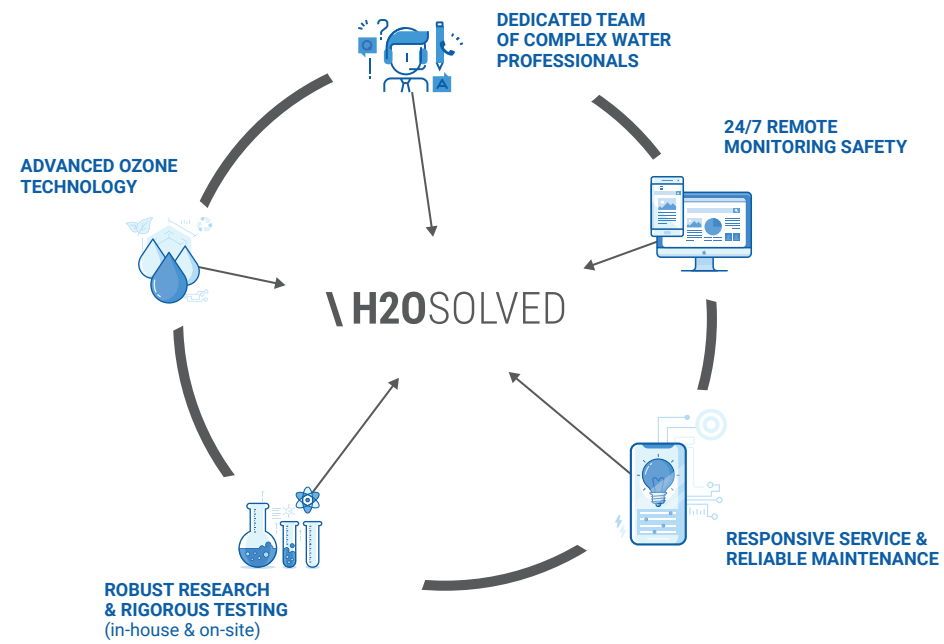 DEDICATED TEAM
OF COMPLEX WATER
PROFESSIONALS
24/7 REMOTE
MONITORING SAFETY
ADVANCED OZONE
TECHNOLOGY
\ H2OSOLVED
RESPONSIVE SERVICE &
RELIABLE MAINTENANCE
ROBUST RESEARCH
& RIGOROUS TESTING
(in-house & on-site)
Q
?
!
A